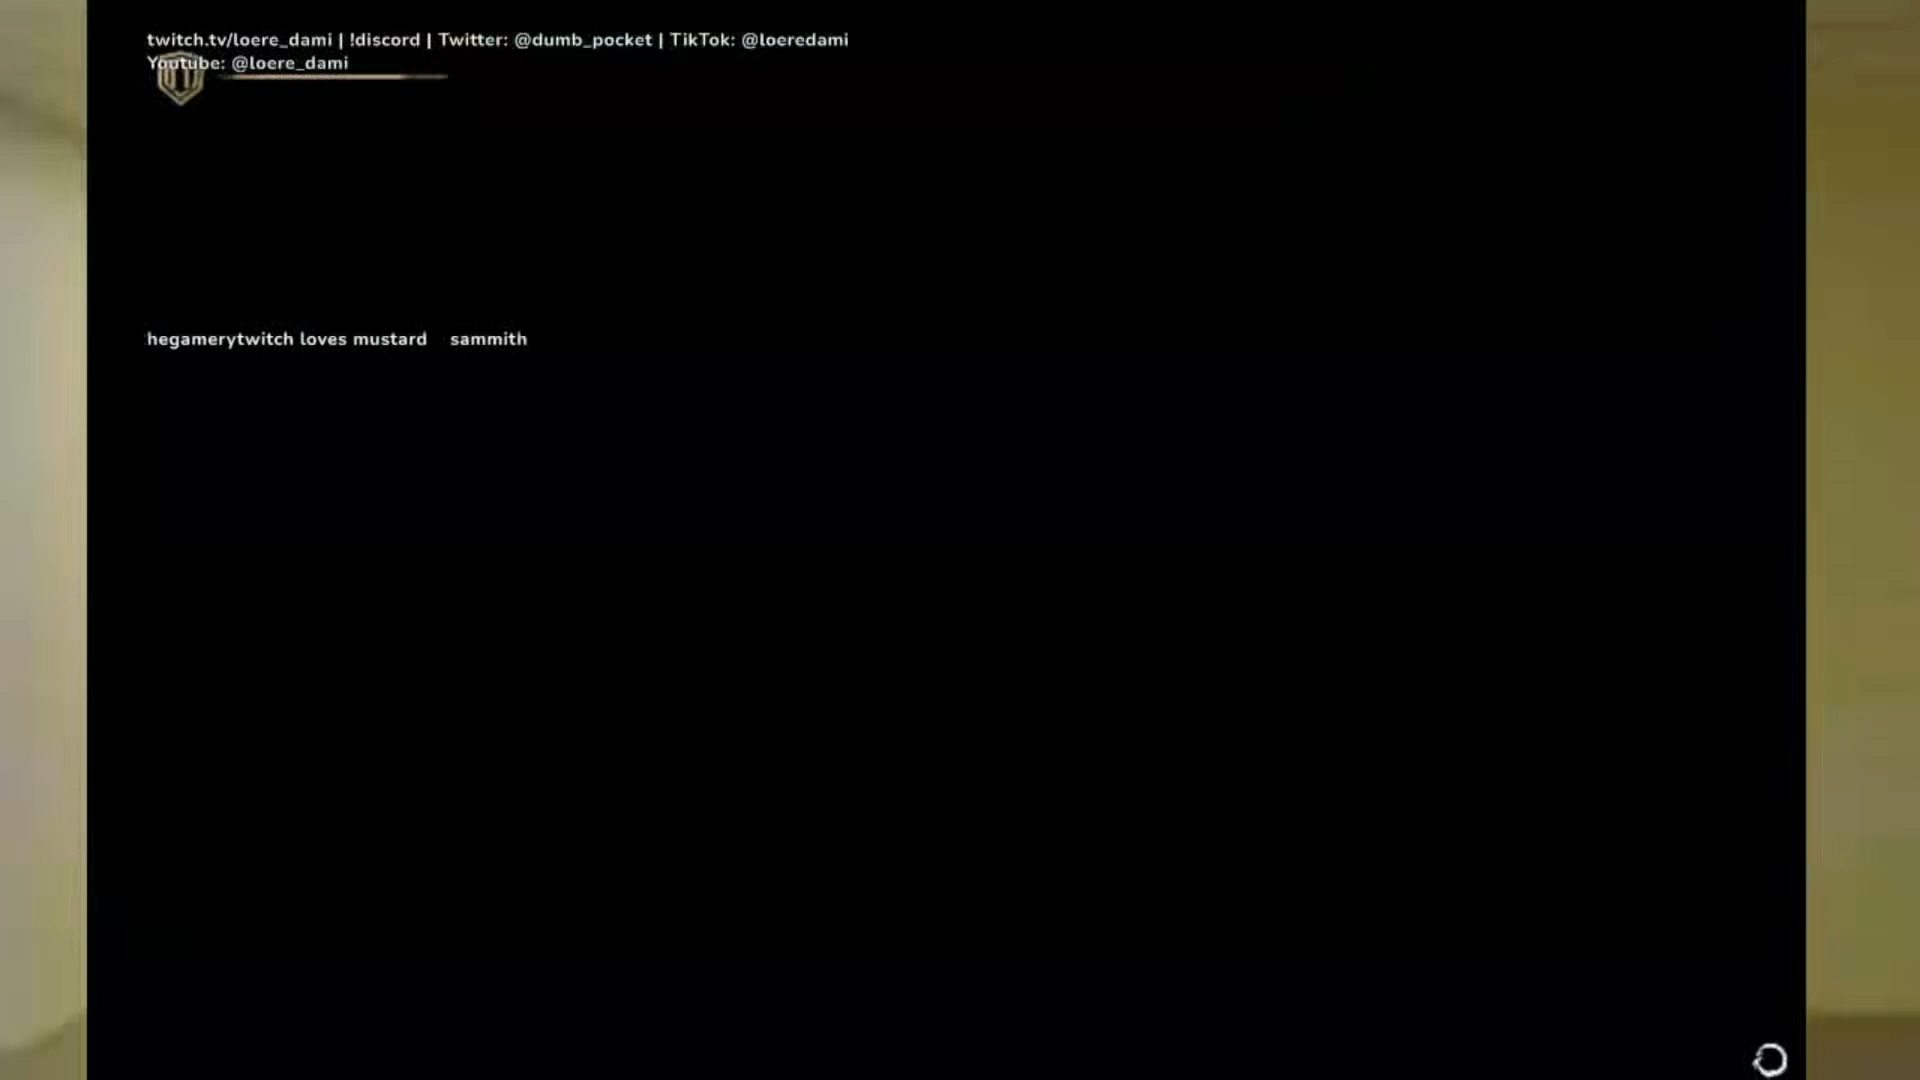 twitch.tv/loere_dami | !discord | Twitter: @dumb_pocket | TikTok: @loeredami
Youtube: @loere_dami
hegamerytwitch loves mustard sammith